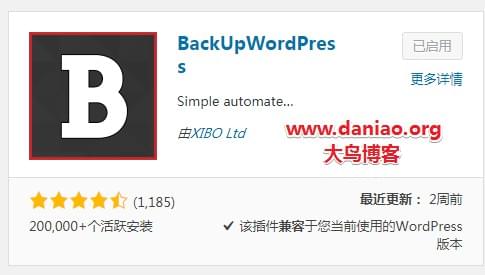 B
BackUpWordPres
s
已启用
更多详情
Simple automate...
由XIBO Ltd
www.daniao.org
大鸟博客
(1,185)
最近更新： 2周前
200,000+个活跃安装
✔ 该插件兼容于您当前使用的WordPress
版本